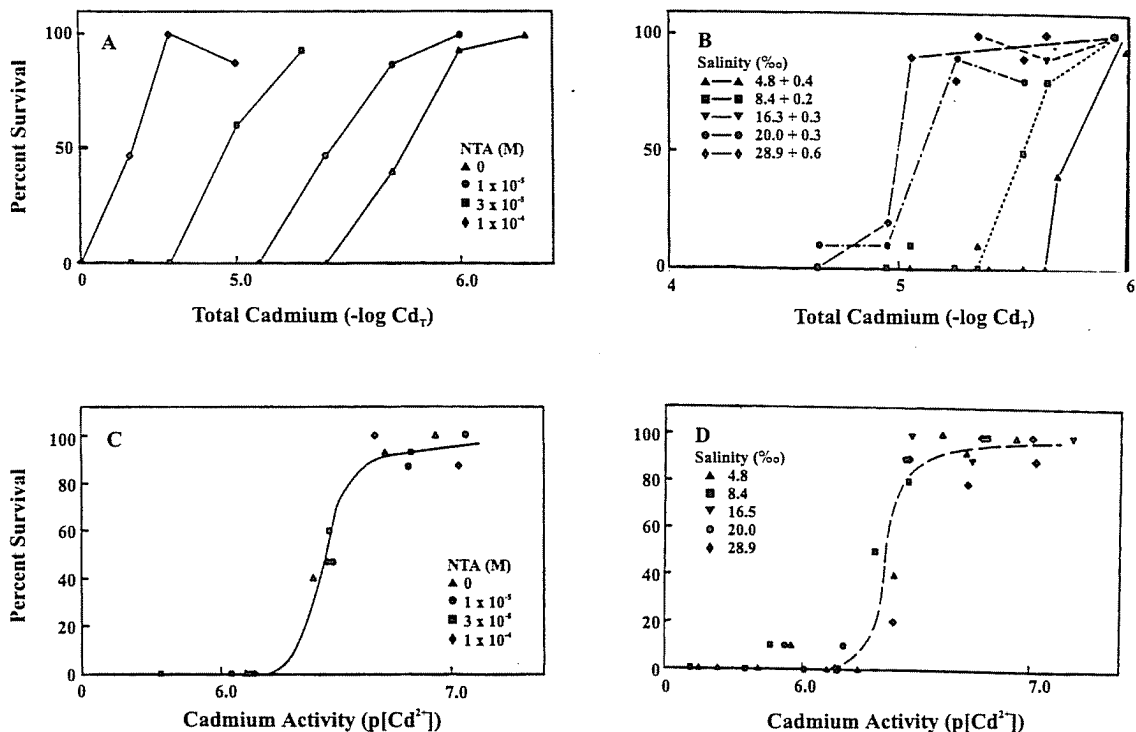 A
100
50
0
Percent Survival
NTA (M)
0
1 x 10⁻⁵
3 x 10⁻⁵
1 x 10⁻⁴
0
5.0
6.0
Total Cadmium (-log Cd_T)
B
100
50
0
Salinity (‰)
4.8 + 0.4
8.4 + 0.2
16.3 + 0.3
20.0 + 0.3
28.9 + 0.6
4
5
6
Total Cadmium (-log Cd_T)
C
100
80
60
40
20
0
Percent Survival
NTA (M)
0
1 x 10⁻⁵
3 x 10⁻⁶
1 x 10⁻⁴
0
6.0
7.0
Cadmium Activity (p[Cd²⁺])
D
100
80
60
40
20
0
Salinity (‰)
4.8
8.4
16.5
20.0
28.9
0
6.0
7.0
Cadmium Activity (p[Cd²⁺])